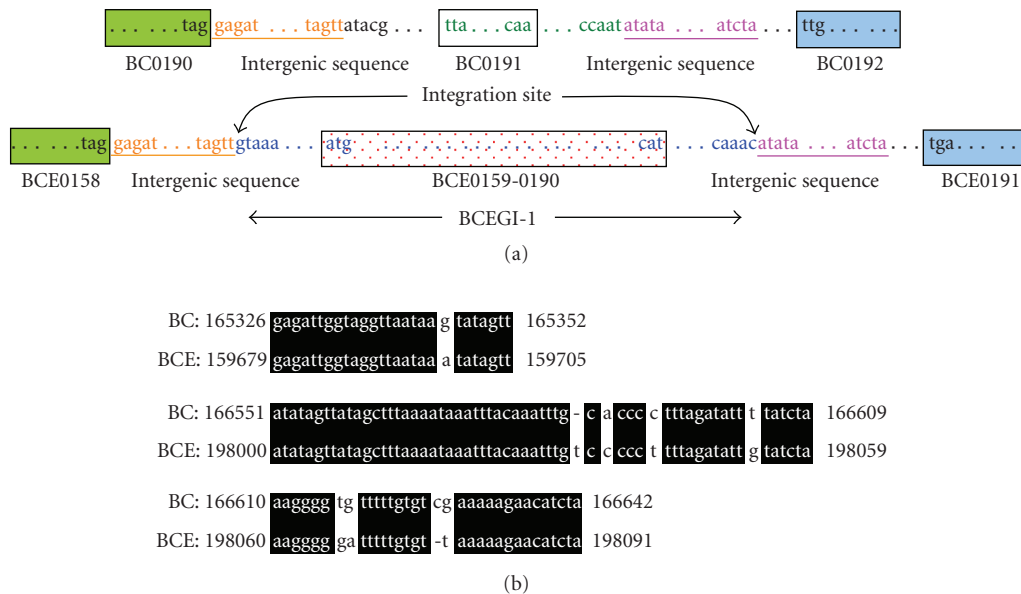 . . . . . . tag gagat . . . tagtt atacg . . . tta . . . caa . . . ccaat atata . . . atcta . . . ttg . . . . . .
BC0190 Intergenic sequence BC0191 Intergenic sequence BC0192
Integration site
. . . . . . tag gagat . . . tagtt gtaaa . . . atg . . . . . . . . . . . . . . . . . . cat . . . caaac atata . . . atcta . . . tga . . . . . .
BCE0158 Intergenic sequence BCE0159-0190 Intergenic sequence BCE0191
BCEGI-1
(a)
BC: 165326 gagattggtaggttaataa g tatagtt 165352
BCE: 159679 gagattggtaggttaataa a tatagtt 159705
BC: 166551 atatagttatagctttaaaataaatttacaaatttg - c a ccc c tttagatatt t tatcta 166609
BCE: 198000 atatagttatagctttaaaataaatttacaaatttg t c c ccc t tttagatatt g tatcta 198059
BC: 166610 aagggg tg tttttgtgt cg aaaaagaacatcta 166642
BCE: 198060 aagggg ga tttttgtgt -t aaaaagaacatcta 198091
(b)